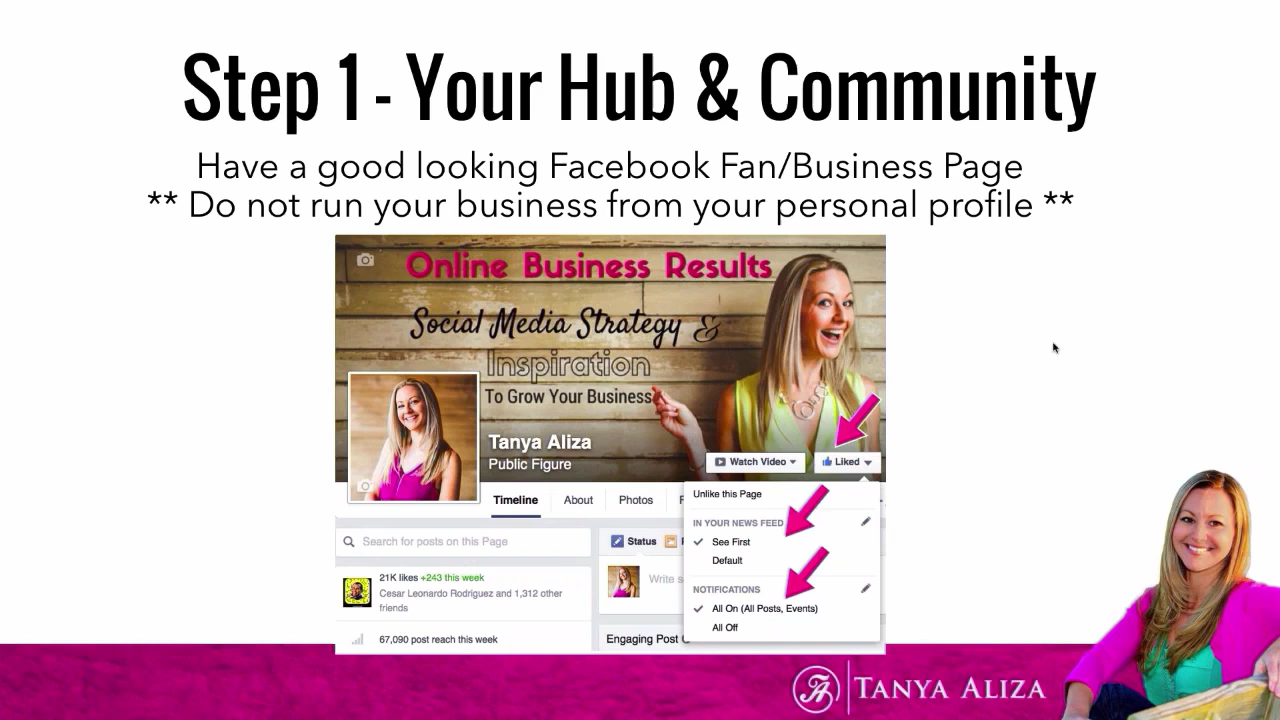 Step 1 - Your Hub & Community
Have a good looking Facebook Fan/Business Page
** Do not run your business from your personal profile **
Online Business Results
Social Media Strategy &
Inspiration
To Grow Your Business
Tanya Aliza
Public Figure
Watch Video
Liked
Timeline
About
Photos
Unlike this Page
IN YOUR NEWS FEED
See First
Default
NOTIFICATIONS
All On (All Posts, Events)
All Off
Search for posts on this Page
Status
Write
21K likes +243 this week
Cesar Leonardo Rodriguez and 1,312 other
friends
67,090 post reach this week
Engaging Post
TANYA ALIZA